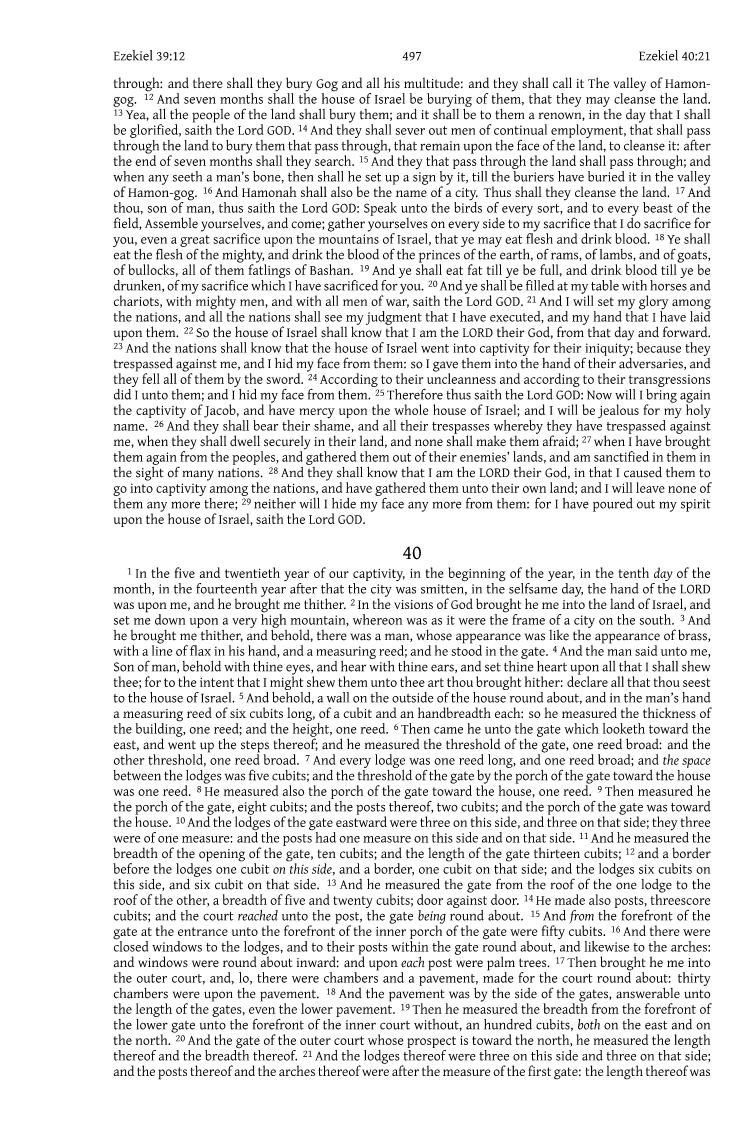 Ezekiel 39:12 497 Ezekiel 40:21
through: and there shall they bury Gog and all his multitude: and they shall call it The valley of Hamon-
gog. 12 And seven months shall the house of Israel be burying of them, that they may cleanse the land.
13 Yea, all the people of the land shall bury them; and it shall be to them a renown, in the day that I shall
be glorified, saith the Lord GOD. 14 And they shall sever out men of continual employment, that shall pass
through the land to bury them that pass through, that remain upon the face of the land, to cleanse it: after
the end of seven months shall they search. 15 And they that pass through the land shall pass through; and
when any seeth a man's bone, then shall he set up a sign by it, till the buriers have buried it in the valley
of Hamon-gog. 16 And Hamonah shall also be the name of a city. Thus shall they cleanse the land. 17 And
thou, son of man, thus saith the Lord GOD: Speak unto the birds of every sort, and to every beast of the
field, Assemble yourselves, and come; gather yourselves on every side to my sacrifice that I do sacrifice for
you, even a great sacrifice upon the mountains of Israel, that ye may eat flesh and drink blood. 18 Ye shall
eat the flesh of the mighty, and drink the blood of the princes of the earth, of rams, of lambs, and of goats,
of bullocks, all of them fatlings of Bashan. 19 And ye shall eat fat till ye be full, and drink blood till ye be
drunken, of my sacrifice which I have sacrificed for you. 20 And ye shall be filled at my table with horses and
chariots, with mighty men, and with all men of war, saith the Lord GOD. 21 And I will set my glory among
the nations, and all the nations shall see my judgment that I have executed, and my hand that I have laid
upon them. 22 So the house of Israel shall know that I am the LORD their God, from that day and forward.
23 And the nations shall know that the house of Israel went into captivity for their iniquity; because they
trespassed against me, and I hid my face from them: so I gave them into the hand of their adversaries, and
they fell all of them by the sword. 24 According to their uncleanness and according to their transgressions
did I unto them; and I hid my face from them. 25 Therefore thus saith the Lord GOD: Now will I bring again
the captivity of Jacob, and have mercy upon the whole house of Israel; and I will be jealous for my holy
name. 26 And they shall bear their shame, and all their trespasses whereby they have trespassed against
me, when they shall dwell securely in their land, and none shall make them afraid; 27 when I have brought
them again from the peoples, and gathered them out of their enemies' lands, and am sanctified in them in
the sight of many nations. 28 And they shall know that I am the LORD their God, in that I caused them to
go into captivity among the nations, and have gathered them unto their own land; and I will leave none of
them any more there; 29 neither will I hide my face any more from them: for I have poured out my spirit
upon the house of Israel, saith the Lord GOD.
40
1 In the five and twentieth year of our captivity, in the beginning of the year, in the tenth day of the
month, in the fourteenth year after that the city was smitten, in the selfsame day, the hand of the LORD
was upon me, and he brought me thither. 2 In the visions of God brought he me into the land of Israel, and
set me down upon a very high mountain, whereon was as it were the frame of a city on the south. 3 And
he brought me thither, and behold, there was a man, whose appearance was like the appearance of brass,
with a line of flax in his hand, and a measuring reed; and he stood in the gate. 4 And the man said unto me,
Son of man, behold with thine eyes, and hear with thine ears, and set thine heart upon all that I shall shew
thee; for to the intent that I might shew them unto thee art thou brought hither: declare all that thou seest
to the house of Israel. 5 And behold, a wall on the outside of the house round about, and in the man's hand
a measuring reed of six cubits long, of a cubit and an handbreadth each: so he measured the thickness of
the building, one reed; and the height, one reed. 6 Then came he unto the gate which looketh toward the
east, and went up the steps thereof; and he measured the threshold of the gate, one reed broad: and the
other threshold, one reed broad. 7 And every lodge was one reed long, and one reed broad; and the space
between the lodges was five cubits; and the threshold of the gate by the porch of the gate toward the house
was one reed. 8 He measured also the porch of the gate toward the house, one reed. 9 Then measured he
the porch of the gate, eight cubits; and the posts thereof, two cubits; and the porch of the gate was toward
the house. 10 And the lodges of the gate eastward were three on this side, and three on that side; they three
were of one measure: and the posts had one measure on this side and on that side. 11 And he measured the
breadth of the opening of the gate, ten cubits; and the length of the gate thirteen cubits; 12 and a border
before the lodges one cubit on this side, and a border, one cubit on that side; and the lodges six cubits on
this side, and six cubit on that side. 13 And he measured the gate from the roof of the one lodge to the
roof of the other, a breadth of five and twenty cubits; door against door. 14 He made also posts, threescore
cubits; and the court reached unto the post, the gate being round about. 15 And from the forefront of the
gate at the entrance unto the forefront of the inner porch of the gate were fifty cubits. 16 And there were
closed windows to the lodges, and to their posts within the gate round about, and likewise to the arches:
and windows were round about inward: and upon each post were palm trees. 17 Then brought he me into
the outer court, and, lo, there were chambers and a pavement, made for the court round about: thirty
chambers were upon the pavement. 18 And the pavement was by the side of the gates, answerable unto
the length of the gates, even the lower pavement. 19 Then he measured the breadth from the forefront of
the lower gate unto the forefront of the inner court without, an hundred cubits, both on the east and on
the north. 20 And the gate of the outer court whose prospect is toward the north, he measured the length
thereof and the breadth thereof. 21 And the lodges thereof were three on this side and three on that side;
and the posts thereof and the arches thereof were after the measure of the first gate: the length thereof was